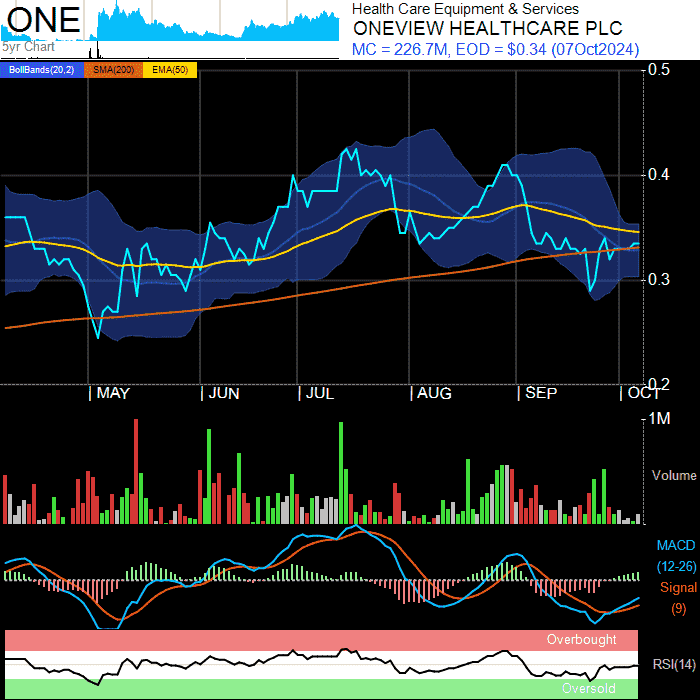 ONE
5yr Chart
Health Care Equipment & Services
ONEVIEW HEALTHCARE PLC
MC = 226.7M, EOD = $0.34 (07Oct2024)
BollBands(20,2) SMA(200) EMA(50)
0.5
0.4
0.3
0.2
MAY JUN JUL AUG SEP OCT
1M
Volume
MACD
(12-26)
Signal
(9)
Overbought
RSI(14)
Oversold